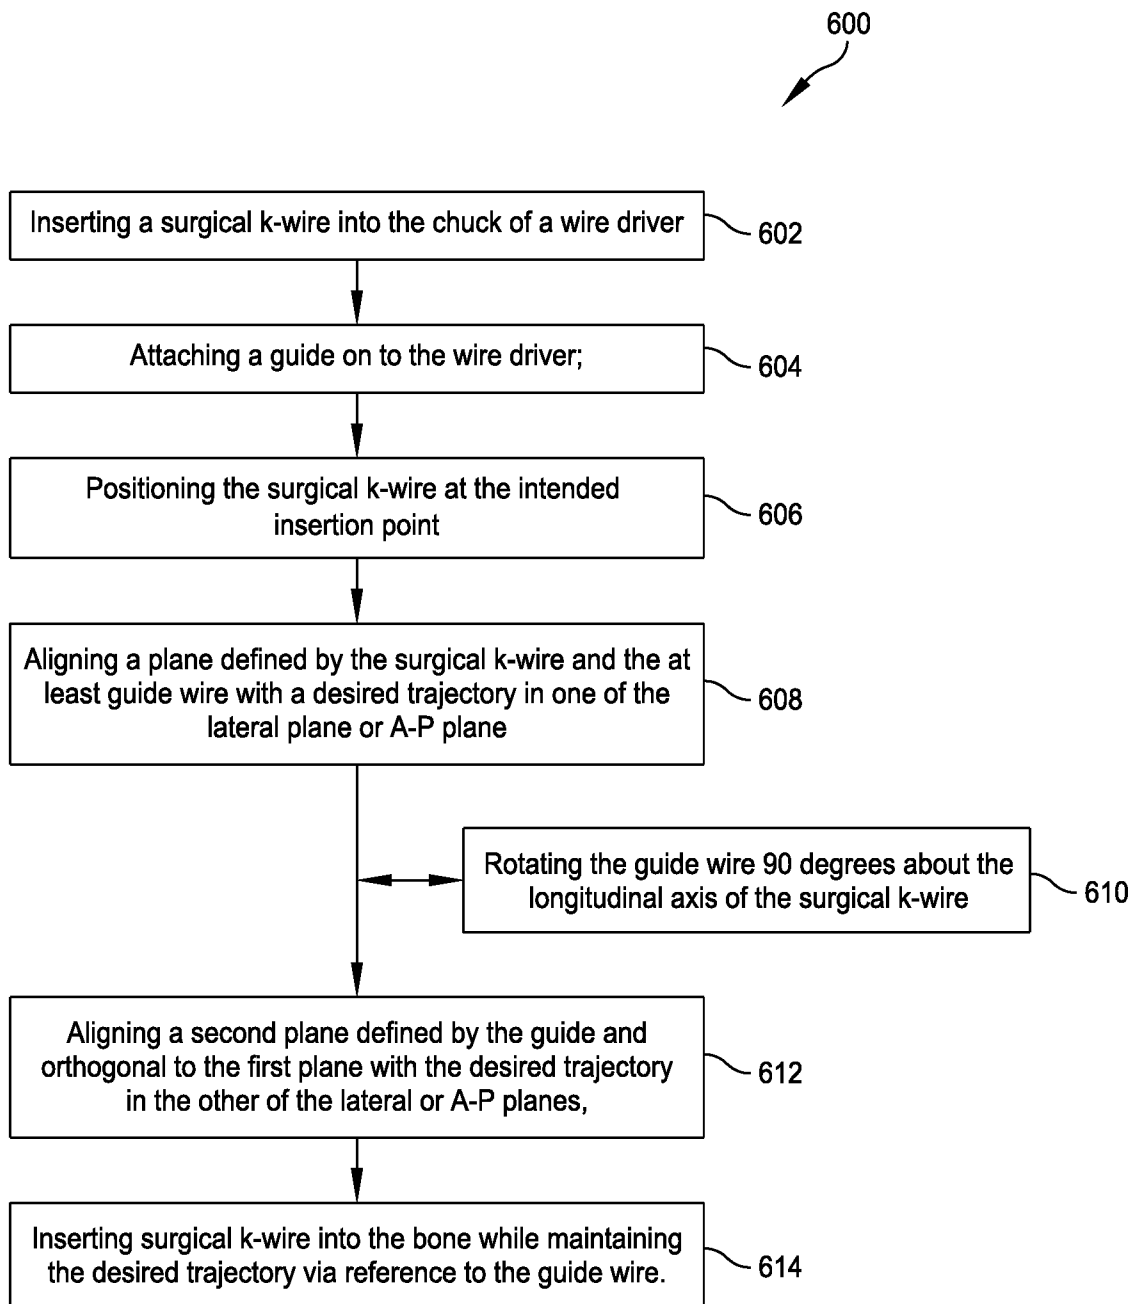 600
Inserting a surgical k-wire into the chuck of a wire driver
602
Attaching a guide on to the wire driver;
604
Positioning the surgical k-wire at the intended
insertion point
606
Aligning a plane defined by the surgical k-wire and the at
least guide wire with a desired trajectory in one of the
lateral plane or A-P plane
608
Rotating the guide wire 90 degrees about the
longitudinal axis of the surgical k-wire
610
Aligning a second plane defined by the guide and
orthogonal to the first plane with the desired trajectory
in the other of the lateral or A-P planes,
612
Inserting surgical k-wire into the bone while maintaining
the desired trajectory via reference to the guide wire.
614